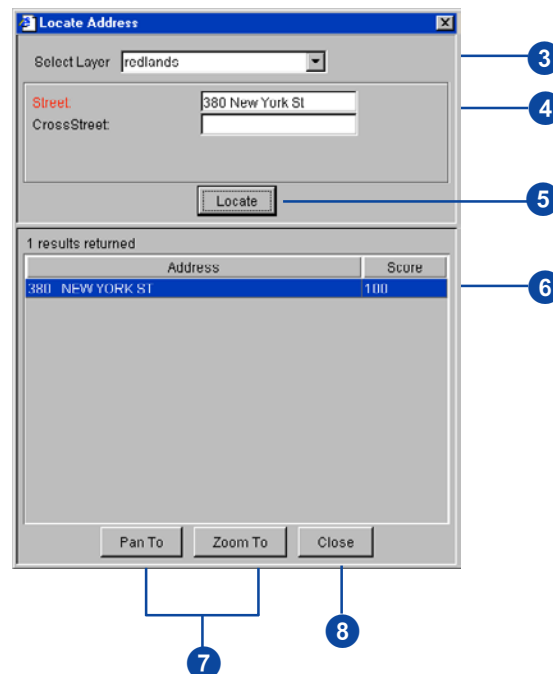 Locate Address
Select Layer redlands
3
Street: 380 New York St
4
CrossStreet:
Locate
5
1 results returned
Address Score
380 NEW YORK ST 100
6
Pan To Zoom To Close
8
7